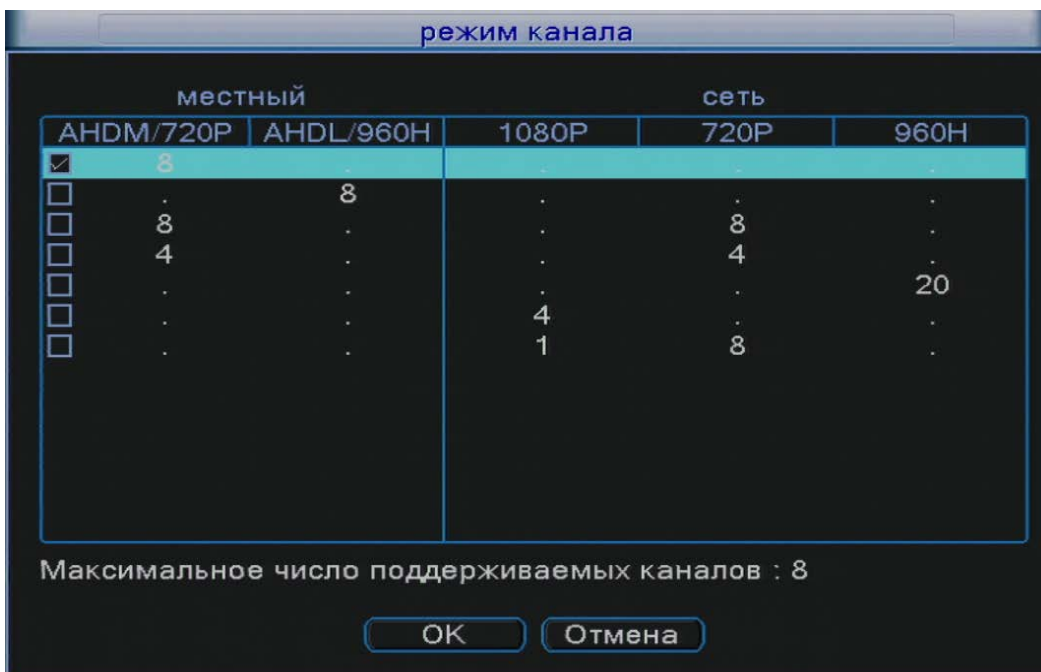 режим канала
местный сеть
AHDM/720P AHDL/960H 1080P 720P 960H
8 . . . .
. 8 . . .
8 . . 8 .
4 . . 4 .
. . . . 20
. . 4 . .
. . 1 8 .
Максимальное число поддерживаемых каналов : 8
OK Отмена